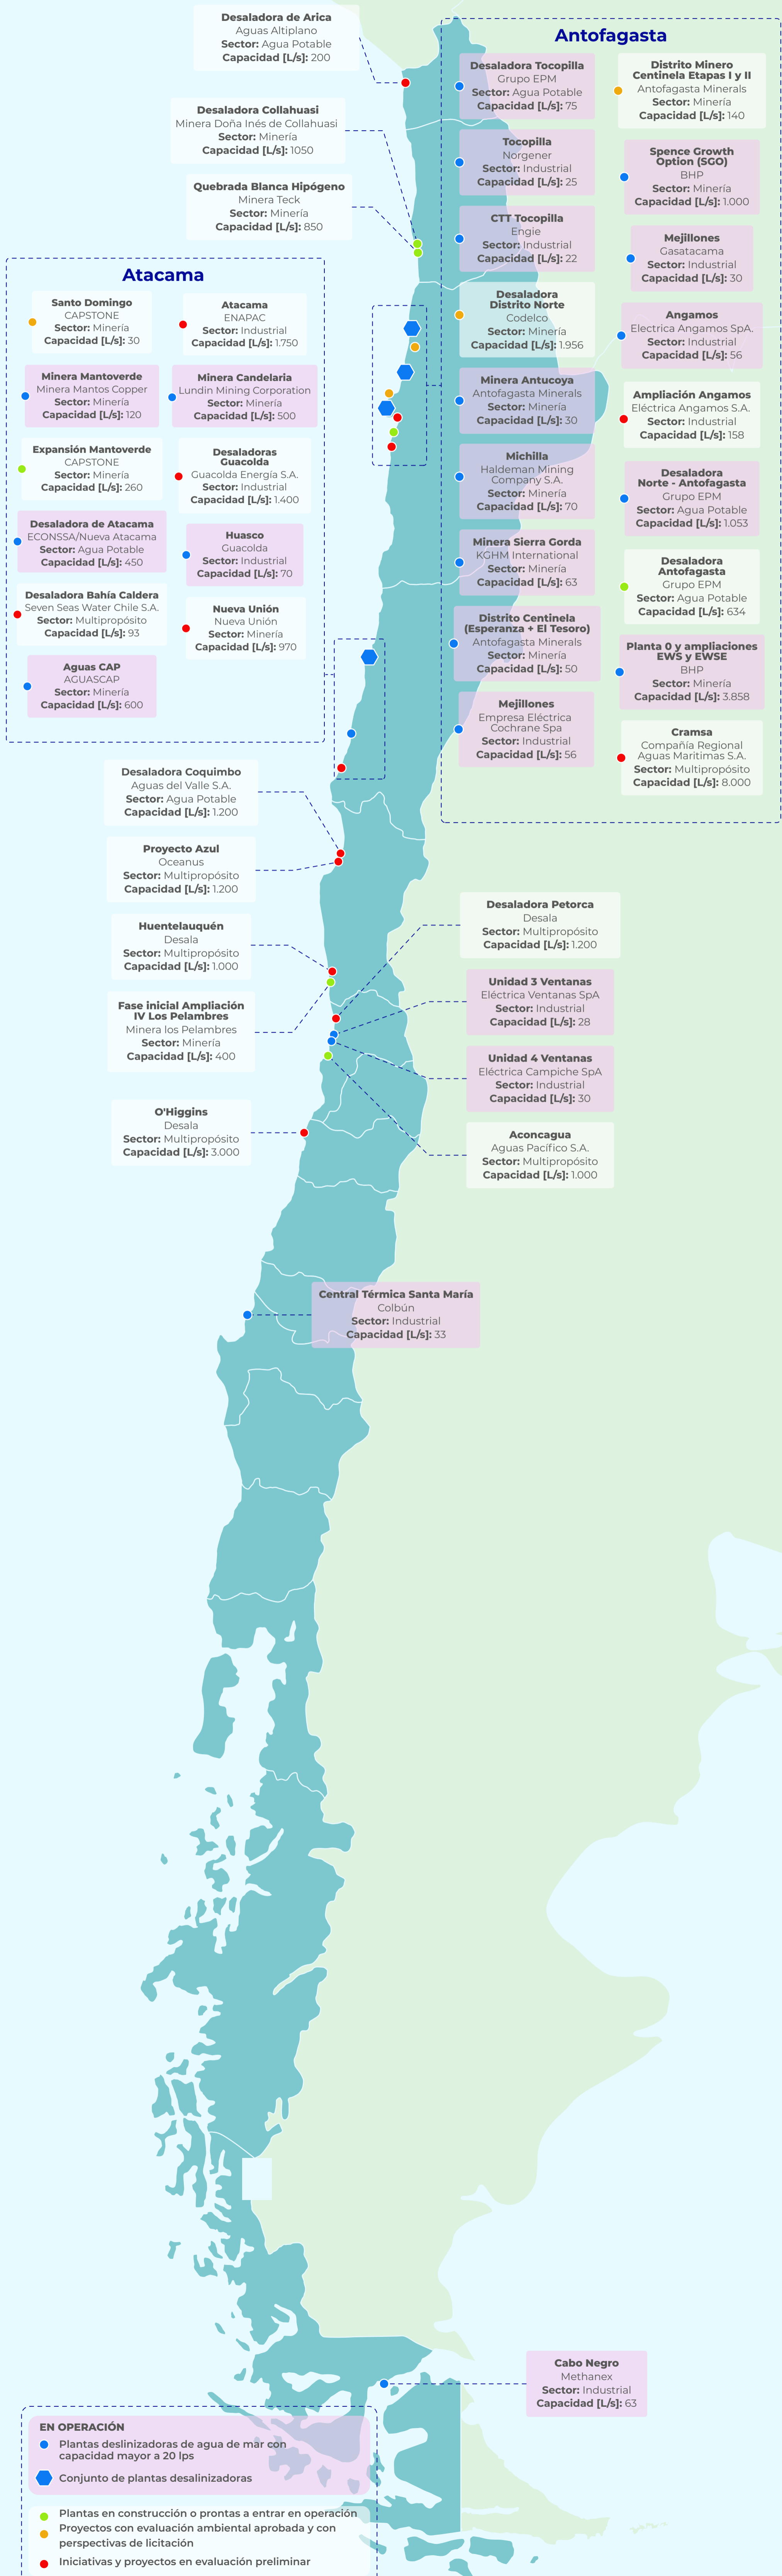 Desaladora de Arica
Aguas Altiplano
Sector: Agua Potable
Capacidad [L/s]: 200
Desaladora Collahuasi
Minera Doña Inés de Collahuasi
Sector: Minería
Capacidad [L/s]: 1050
Quebrada Blanca Hipógeno
Minera Teck
Sector: Minería
Capacidad [L/s]: 850
Antofagasta
Desaladora Tocopilla
Grupo EPM
Sector: Agua Potable
Capacidad [L/s]: 75
Tocopilla
Norgener
Sector: Industrial
Capacidad [L/s]: 25
CTT Tocopilla
Engie
Sector: Industrial
Capacidad [L/s]: 22
Desaladora
Distrito Norte
Codelco
Sector: Minería
Capacidad [L/s]: 1.956
Minera Antucoya
Antofagasta Minerals
Sector: Minería
Capacidad [L/s]: 30
Michilla
Haldeman Mining
Company S.A.
Sector: Minería
Capacidad [L/s]: 70
Minera Sierra Gorda
KGHM International
Sector: Minería
Capacidad [L/s]: 63
Distrito Centinela
(Esperanza + El Tesoro)
Antofagasta Minerals
Sector: Minería
Capacidad [L/s]: 50
Mejillones
Empresa Eléctrica
Cochrane Spa
Sector: Industrial
Capacidad [L/s]: 56
Distrito Minero
Centinela Etapas I y II
Antofagasta Minerals
Sector: Minería
Capacidad [L/s]: 140
Spence Growth
Option (SGO)
BHP
Sector: Minería
Capacidad [L/s]: 1.000
Mejillones
Gasatacama
Sector: Industrial
Capacidad [L/s]: 30
Angamos
Electrica Angamos SpA.
Sector: Industrial
Capacidad [L/s]: 56
Ampliación Angamos
Eléctrica Angamos S.A.
Sector: Industrial
Capacidad [L/s]: 158
Desaladora
Norte - Antofagasta
Grupo EPM
Sector: Agua Potable
Capacidad [L/s]: 1.053
Desaladora
Antofagasta
Grupo EPM
Sector: Agua Potable
Capacidad [L/s]: 634
Planta 0 y ampliaciones
EWS y EWSE
BHP
Sector: Minería
Capacidad [L/s]: 3.858
Cramsa
Compañía Regional
Aguas Maritimas S.A.
Sector: Multipropósito
Capacidad [L/s]: 8.000
Atacama
Santo Domingo
CAPSTONE
Sector: Minería
Capacidad [L/s]: 30
Minera Mantoverde
Minera Mantos Copper
Sector: Minería
Capacidad [L/s]: 120
Expansión Mantoverde
CAPSTONE
Sector: Minería
Capacidad [L/s]: 260
Desaladora de Atacama
ECONSSA/Nueva Atacama
Sector: Agua Potable
Capacidad [L/s]: 450
Desaladora Bahía Caldera
Seven Seas Water Chile S.A.
Sector: Multipropósito
Capacidad [L/s]: 93
Aguas CAP
AGUASCAP
Sector: Minería
Capacidad [L/s]: 600
Atacama
ENAPAC
Sector: Industrial
Capacidad [L/s]: 1.750
Minera Candelaria
Lundin Mining Corporation
Sector: Minería
Capacidad [L/s]: 500
Desaladoras
Guacolda
Guacolda Energía S.A.
Sector: Industrial
Capacidad [L/s]: 1.400
Huasco
Guacolda
Sector: Industrial
Capacidad [L/s]: 70
Nueva Unión
Nueva Unión
Sector: Minería
Capacidad [L/s]: 970
Desaladora Coquimbo
Aguas del Valle S.A.
Sector: Agua Potable
Capacidad [L/s]: 1.200
Proyecto Azul
Oceanus
Sector: Multipropósito
Capacidad [L/s]: 1.200
Huentelauquén
Desala
Sector: Multipropósito
Capacidad [L/s]: 1.000
Fase inicial Ampliación
IV Los Pelambres
Minera los Pelambres
Sector: Minería
Capacidad [L/s]: 400
O'Higgins
Desala
Sector: Multipropósito
Capacidad [L/s]: 3.000
Desaladora Petorca
Desala
Sector: Multipropósito
Capacidad [L/s]: 1.200
Unidad 3 Ventanas
Eléctrica Ventanas SpA
Sector: Industrial
Capacidad [L/s]: 28
Unidad 4 Ventanas
Eléctrica Campiche SpA
Sector: Industrial
Capacidad [L/s]: 30
Aconcagua
Aguas Pacífico S.A.
Sector: Multipropósito
Capacidad [L/s]: 1.000
Central Térmica Santa María
Colbún
Sector: Industrial
Capacidad [L/s]: 33
Cabo Negro
Methanex
Sector: Industrial
Capacidad [L/s]: 63
EN OPERACIÓN
Plantas deslinizadoras de agua de mar con
capacidad mayor a 20 lps
Conjunto de plantas desalinizadoras
Plantas en construcción o prontas a entrar en operación
Proyectos con evaluación ambiental aprobada y con
perspectivas de licitación
Iniciativas y proyectos en evaluación preliminar